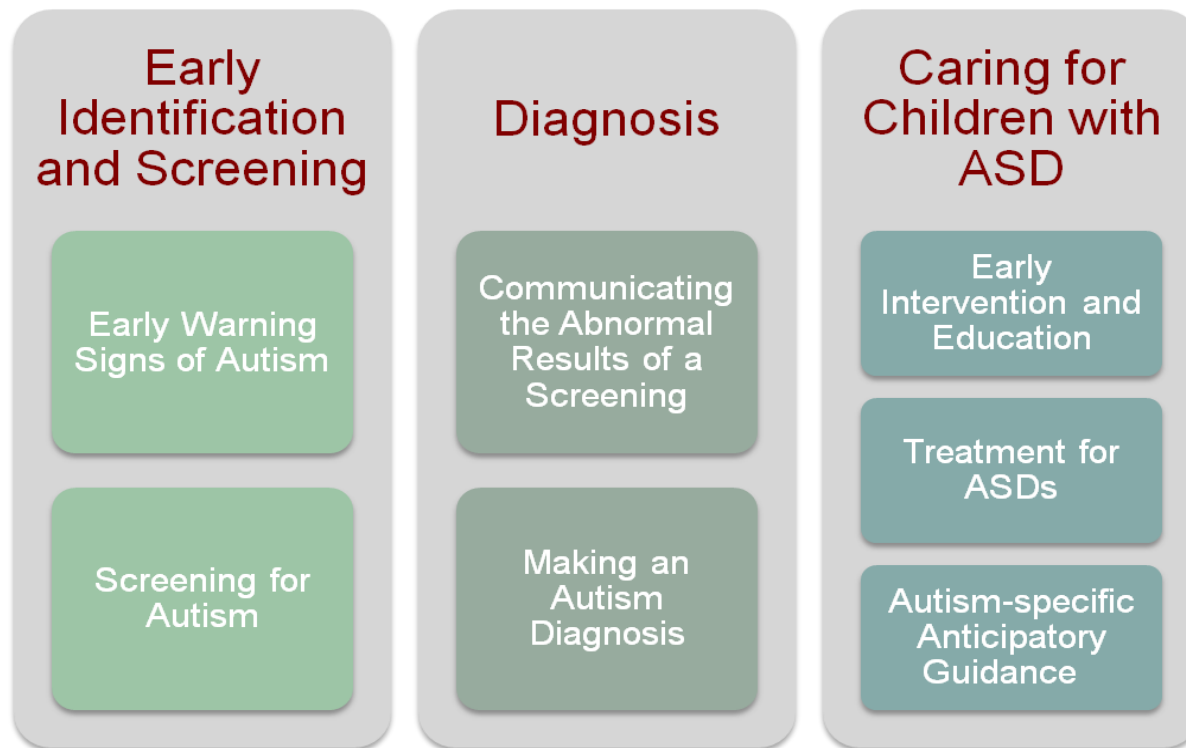 Early
Identification
and Screening
Early Warning
Signs of Autism
Screening for
Autism
Diagnosis
Communicating
the Abnormal
Results of a
Screening
Making an
Autism
Diagnosis
Caring for
Children with
ASD
Early
Intervention and
Education
Treatment for
ASDs
Autism-specific
Anticipatory
Guidance